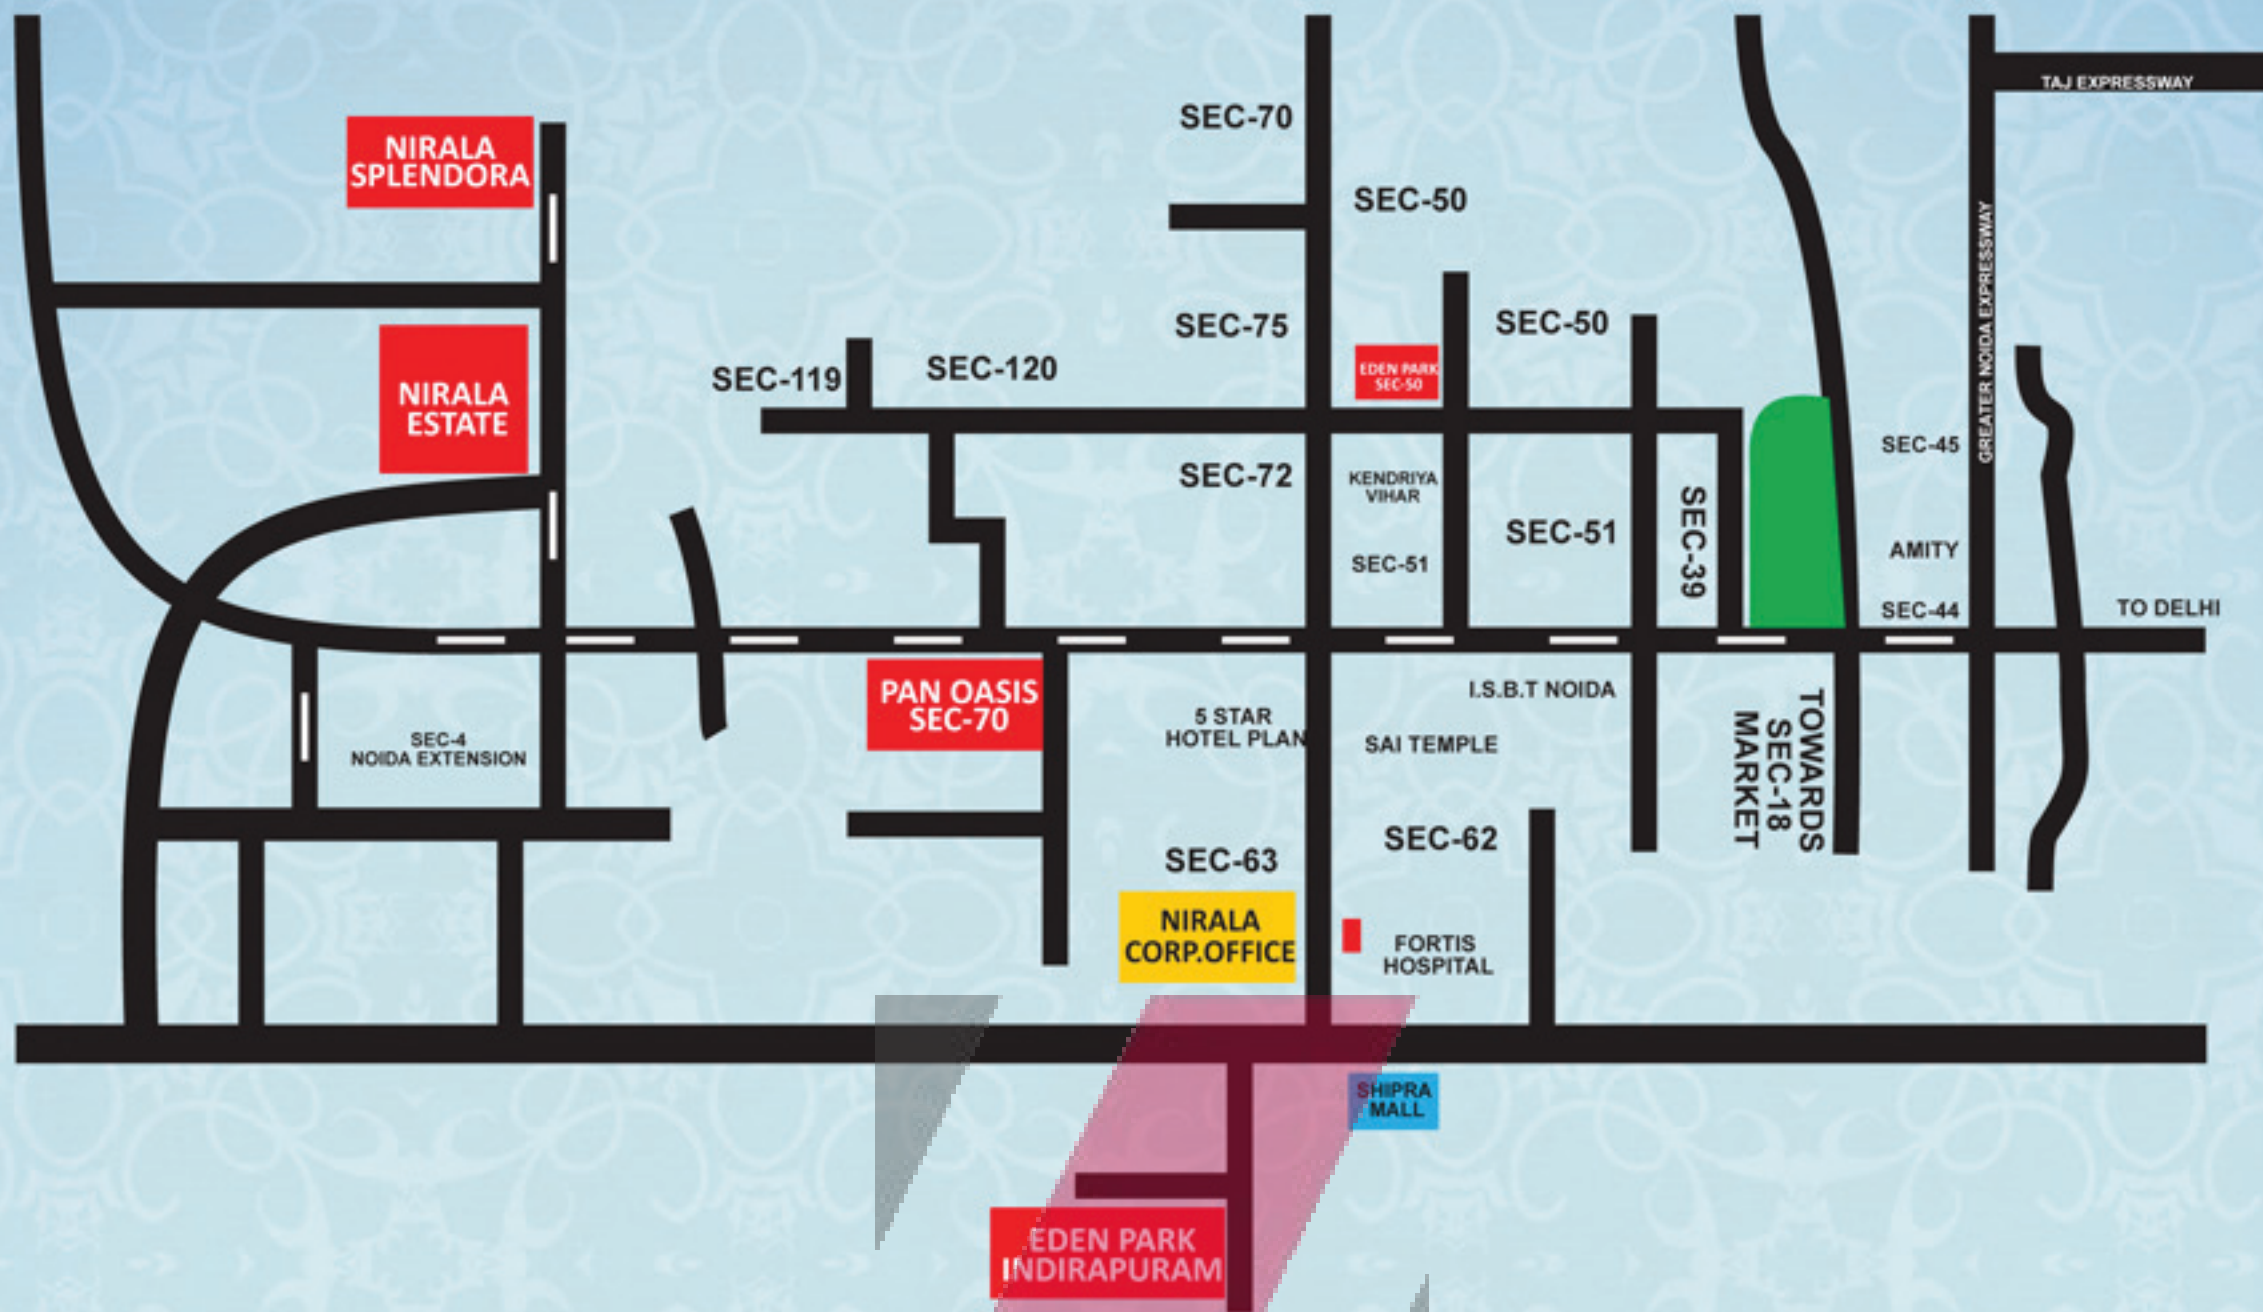 TAJ EXPRESSWAY
SEC-70
NIRALA
SPLENDORA
SEC-50
GREATER NOIDA EXPRESSWAY
SEC-75
SEC-50
SEC-119
SEC-120
EDEN PARK
SEC-50
NIRALA
ESTATE
SEC-45
SEC-72
KENDRIYA
VIHAR
SEC-51
SEC-39
AMITY
SEC-51
SEC-44
TO DELHI
PAN OASIS
SEC-70
I.S.B.T NOIDA
5 STAR
HOTEL PLAN
SAI TEMPLE
TOWARDS
SEC-18
MARKET
SEC-4
NOIDA EXTENSION
SEC-62
SEC-63
NIRALA
CORP.OFFICE
FORTIS
HOSPITAL
SHIPRA
MALL
EDEN PARK
INDIRAPURAM